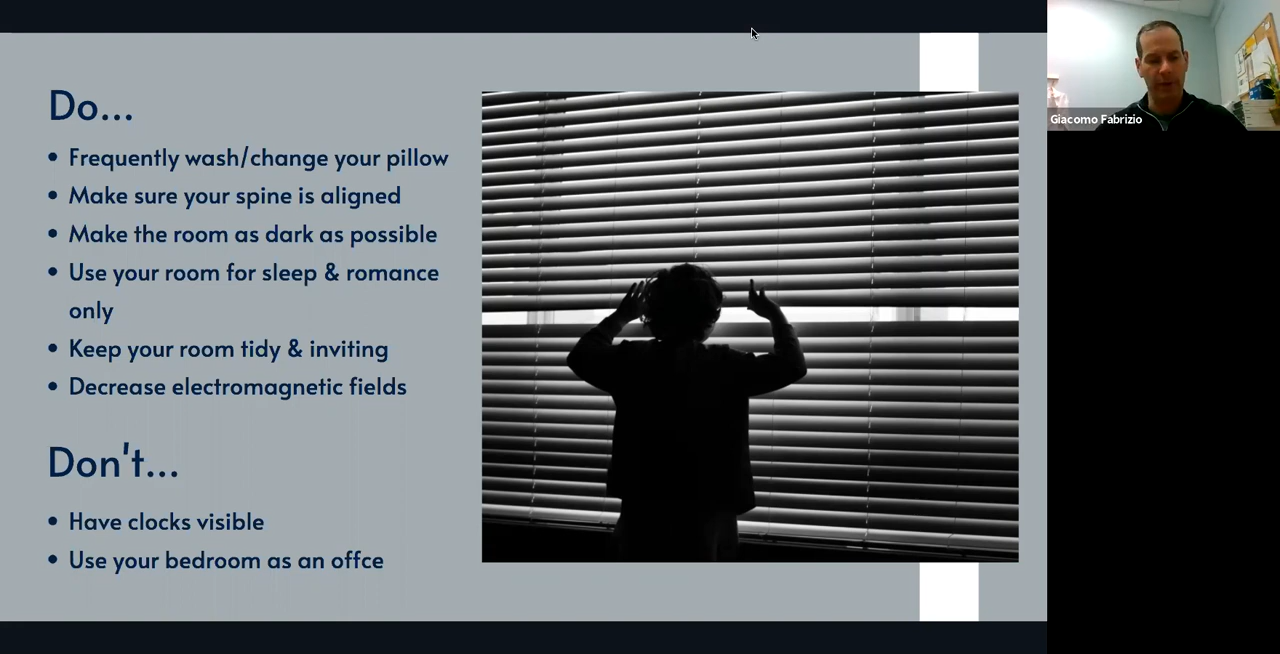 Do...
• Frequently wash/change your pillow
• Make sure your spine is aligned
• Make the room as dark as possible
• Use your room for sleep & romance
only
• Keep your room tidy & inviting
• Decrease electromagnetic fields
Don't...
• Have clocks visible
• Use your bedroom as an offce
Giacomo Fabrizio